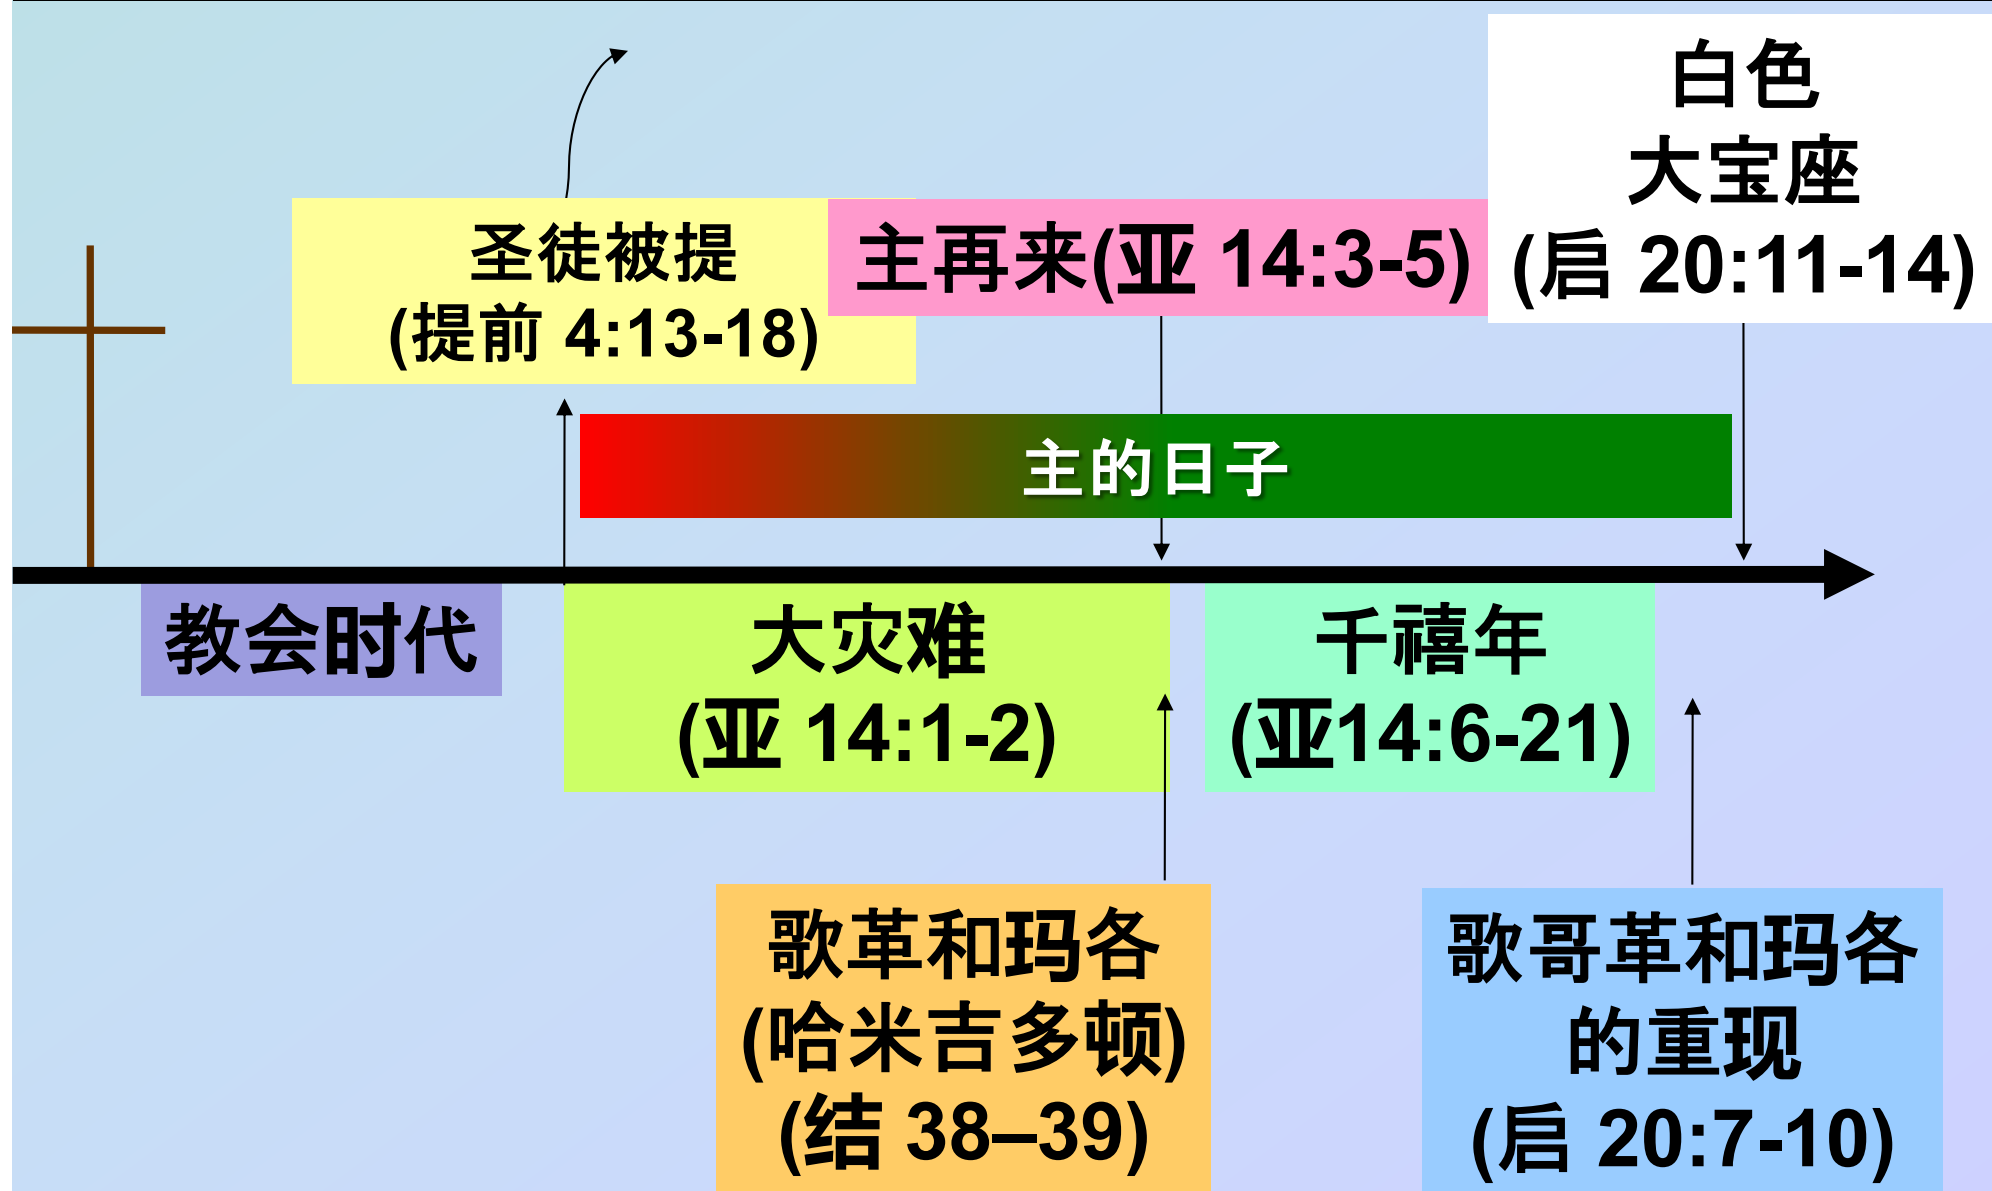 圣徒被提
(提前 4:13-18)
主再来(亚 14:3-5)
白色
大宝座
(启 20:11-14)
主的日子
教会时代
大灾难
(亚 14:1-2)
千禧年
(亚14:6-21)
歌革和玛各
(哈米吉多顿)
(结 38–39)
歌哥革和玛各
的重现
(启 20:7-10)